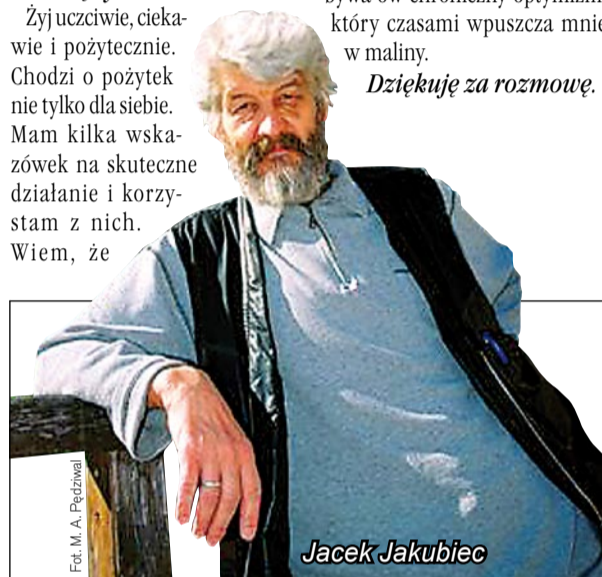 Żyj uczciwie, cieka-
wie i pożytecznie.
Chodzi o pożytek
nie tylko dla siebie.
Mam kilka wska-
zówek na skuteczne
działanie i korzy-
stam z nich.
Wiem, że
który czasami wpuszcza mnie
w maliny.
Dziękuję za rozmowę.
Fot. M. A. Pędziwal
Jacek Jakubiec